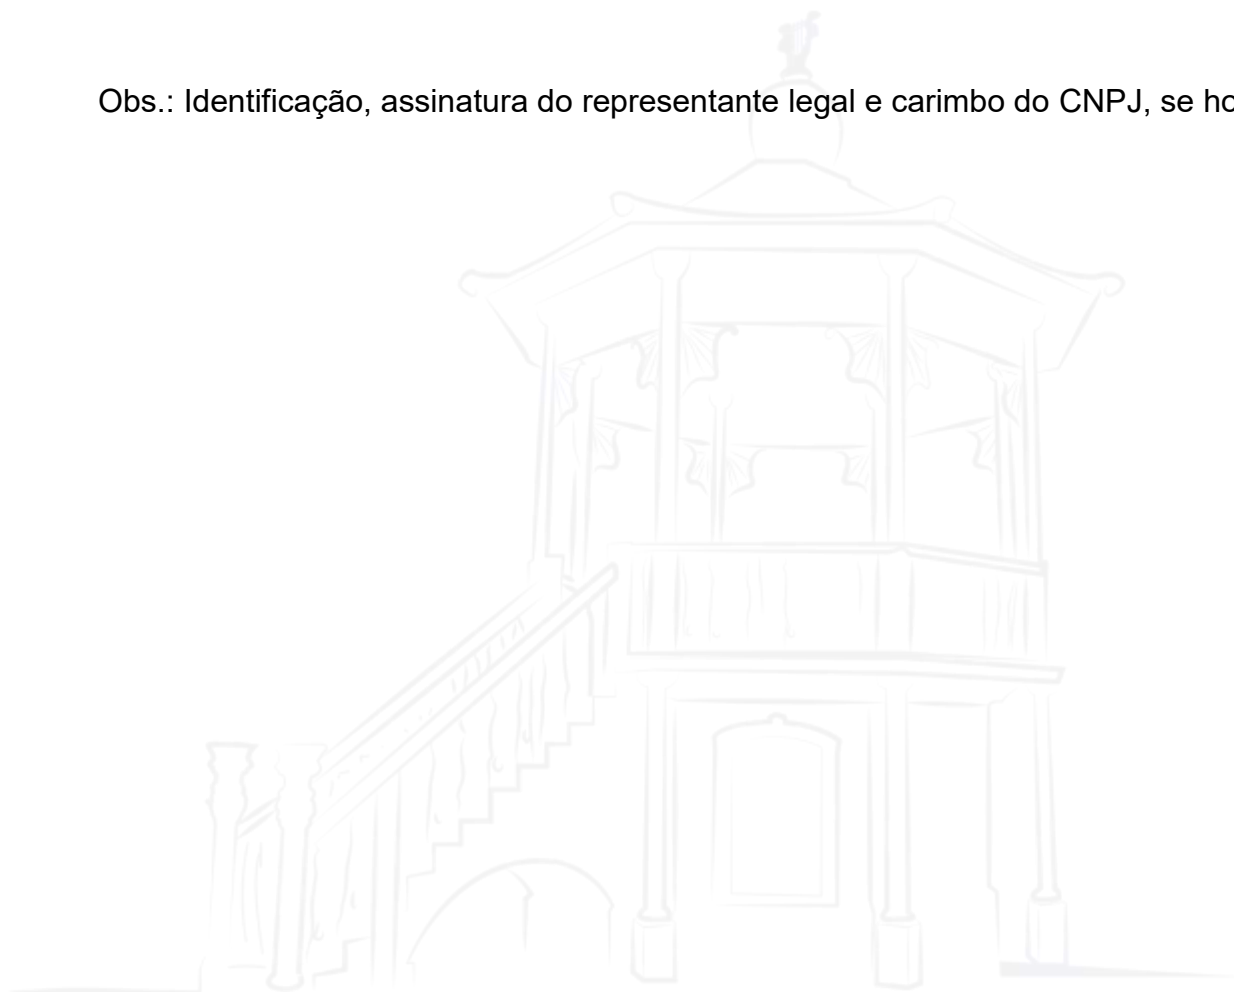 Obs.: Identificação, assinatura do representante legal e carimbo do CNPJ, se